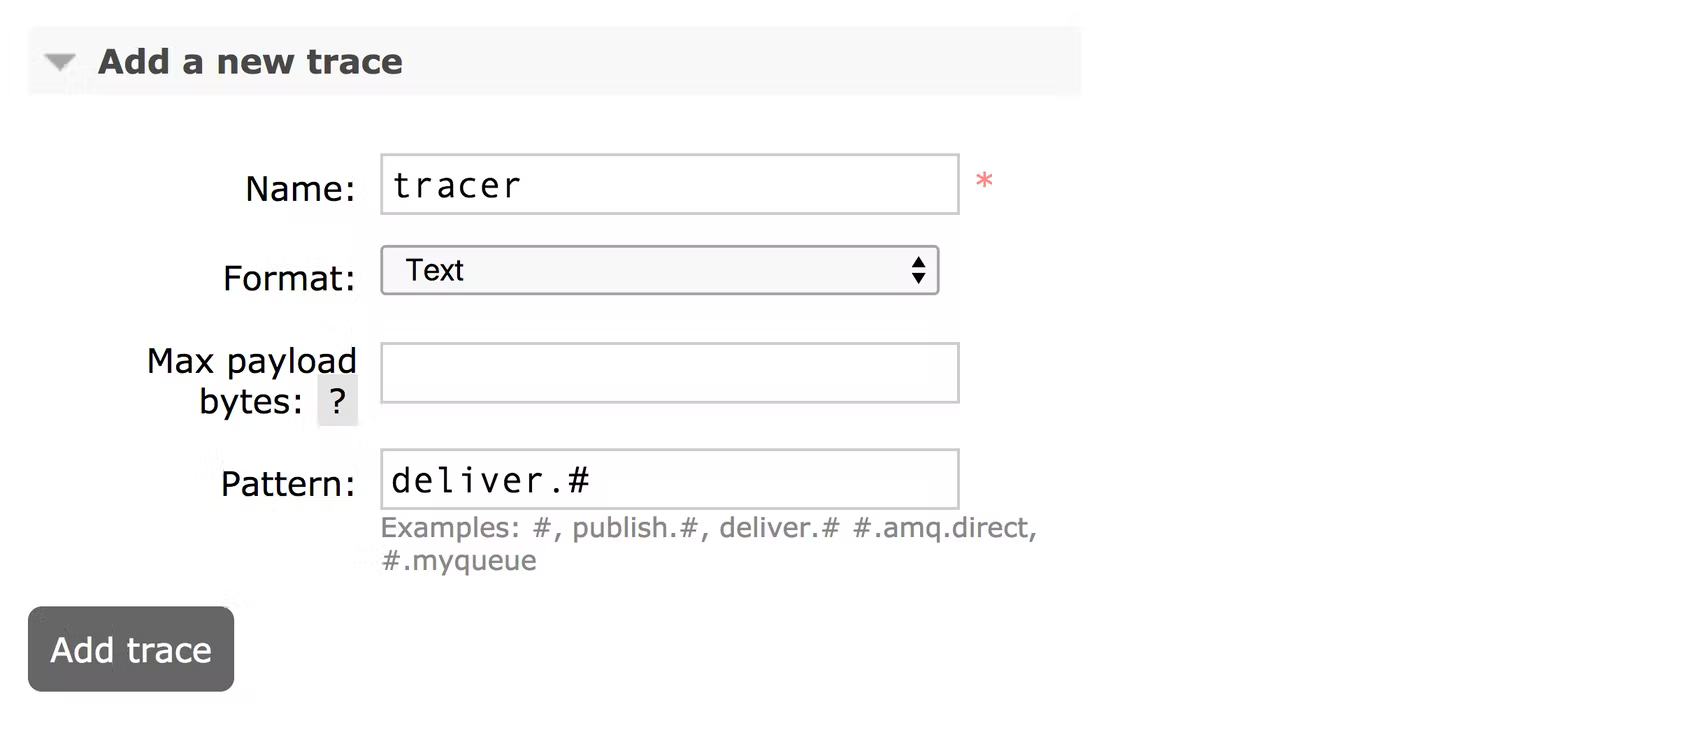 Add a new trace
Name: tracer *
Format: Text
Max payload
bytes: ?
Pattern: deliver.#
Examples: #, publish.#, deliver.# #.amq.direct,
#.myqueue
Add trace